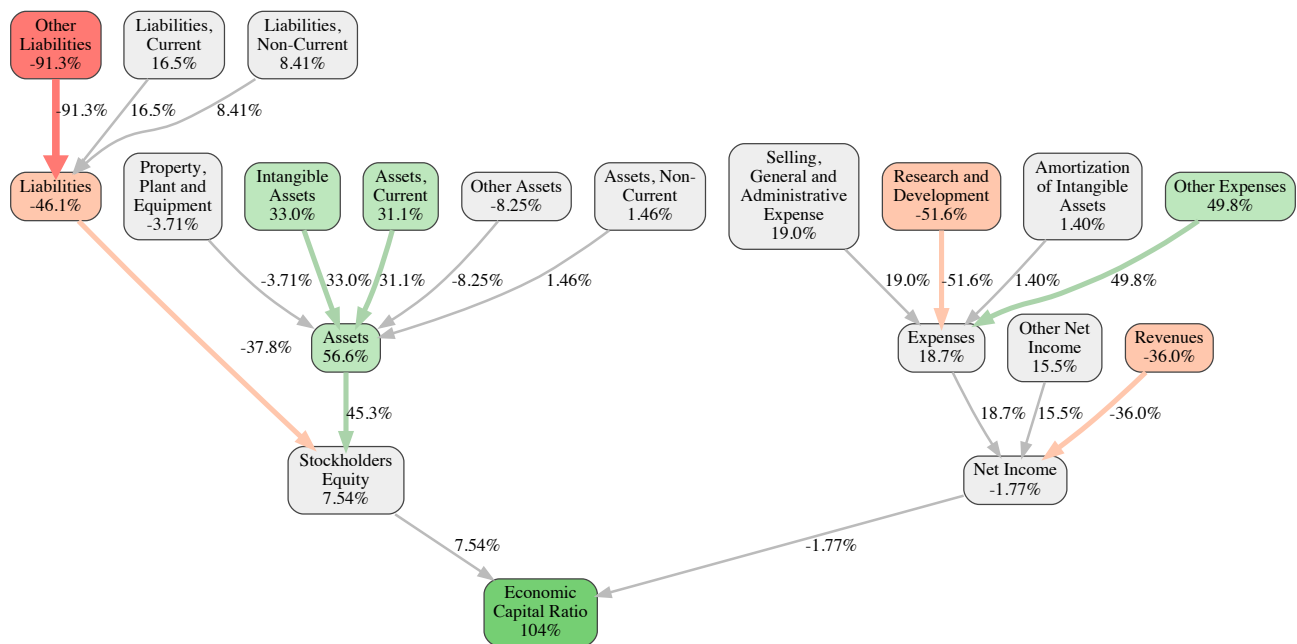 Other
Liabilities
-91.3%
Liabilities,
Current
16.5%
Liabilities,
Non-Current
8.41%
-91.3%
16.5%
8.41%
Liabilities
-46.1%
Property,
Plant and
Equipment
-3.71%
Intangible
Assets
33.0%
Assets,
Current
31.1%
Other Assets
-8.25%
Assets, Non-
Current
1.46%
Selling,
General and
Administrative
Expense
19.0%
Research and
Development
-51.6%
Amortization
of Intangible
Assets
1.40%
Other Expenses
49.8%
-3.71%
33.0%
31.1%
-8.25%
1.46%
19.0%
-51.6%
1.40%
49.8%
-37.8%
Assets
56.6%
Expenses
18.7%
Other Net
Income
15.5%
Revenues
-36.0%
45.3%
18.7%
15.5%
-36.0%
Stockholders
Equity
7.54%
Net Income
-1.77%
7.54%
-1.77%
Economic
Capital Ratio
104%